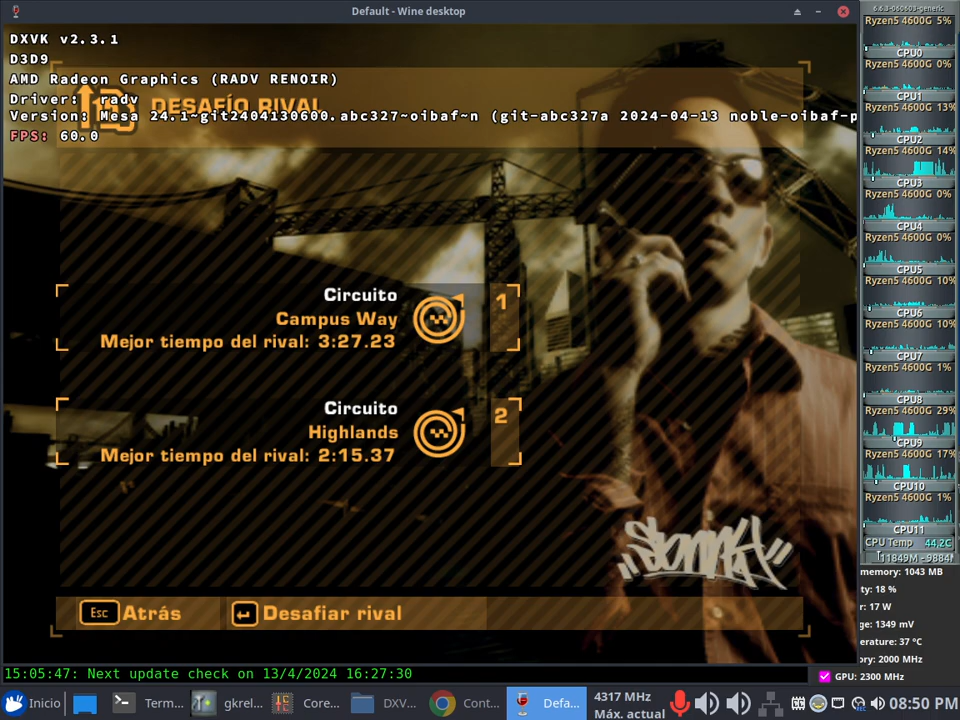 Default - Wine desktop
DXVK v2.3.1
D3D9
AMD Radeon Graphics (RADV RENOIR)
Driver: radv
Version: Mesa 24.1~git2404130600.abc327~oibaf~n (git-abc327a 2024-04-13 noble-oibaf-p
FPS: 60.0
DESAFÍO RIVAL
Circuito
Campus Way
Mejor tiempo del rival: 3:27.23
1
Circuito
Highlands
Mejor tiempo del rival: 2:15.37
2
SONNY
Esc Atrás
Desafiar rival
6.6.3-060603-generic
Ryzen5 4600G 5%
CPU0
Ryzen5 4600G 0%
CPU1
Ryzen5 4600G 13%
CPU2
Ryzen5 4600G 14%
CPU3
Ryzen5 4600G 0%
CPU4
Ryzen5 4600G 0%
CPU5
Ryzen5 4600G 10%
CPU6
Ryzen5 4600G 10%
CPU7
Ryzen5 4600G 1%
CPU8
Ryzen5 4600G 29%
CPU9
Ryzen5 4600G 17%
CPU10
Ryzen5 4600G 1%
CPU11
CPU Temp 44.2C
11849M - 9884
memory: 1043 MB
ty: 18 %
r: 17 W
ge: 1349 mV
erature: 37 °C
ory: 2000 MHz
GPU: 2300 MHz
15:05:47: Next update check on 13/4/2024 16:27:30
Inicio
Term...
gkrel...
Core...
DXV...
Cont...
Defa...
4317 MHz
Máx. actual
08:50 PM